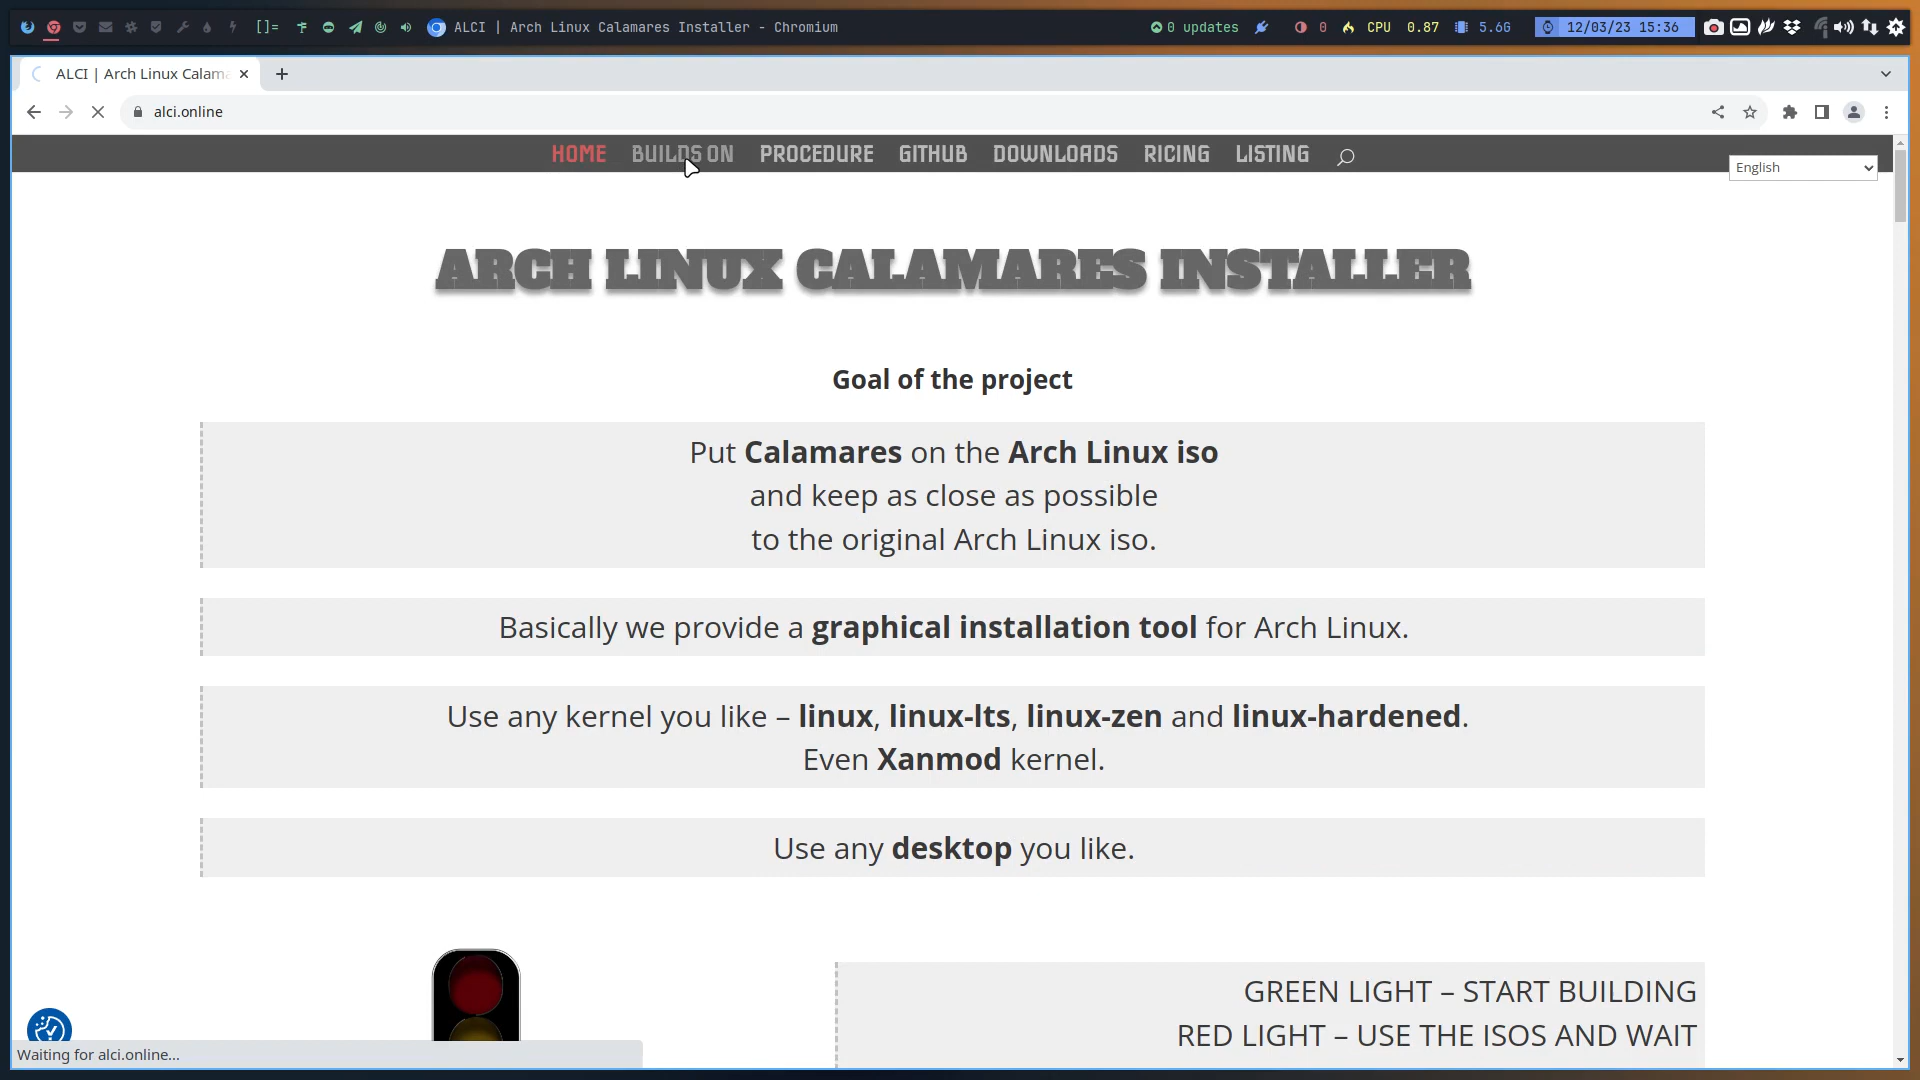 []=
ALCI | Arch Linux Calamares Installer - Chromium
0 updates
0
CPU 0.87
5.6G
12/03/23 15:36
ALCI | Arch Linux Calama
alci.online
HOME BUILDS ON PROCEDURE GITHUB DOWNLOADS RICING LISTING
English
ARCH LINUX CALAMARES INSTALLER
Goal of the project
Put Calamares on the Arch Linux iso
and keep as close as possible
to the original Arch Linux iso.
Basically we provide a graphical installation tool for Arch Linux.
Use any kernel you like – linux, linux-lts, linux-zen and linux-hardened.
Even Xanmod kernel.
Use any desktop you like.
GREEN LIGHT – START BUILDING
RED LIGHT – USE THE ISOS AND WAIT
Waiting for alci.online...